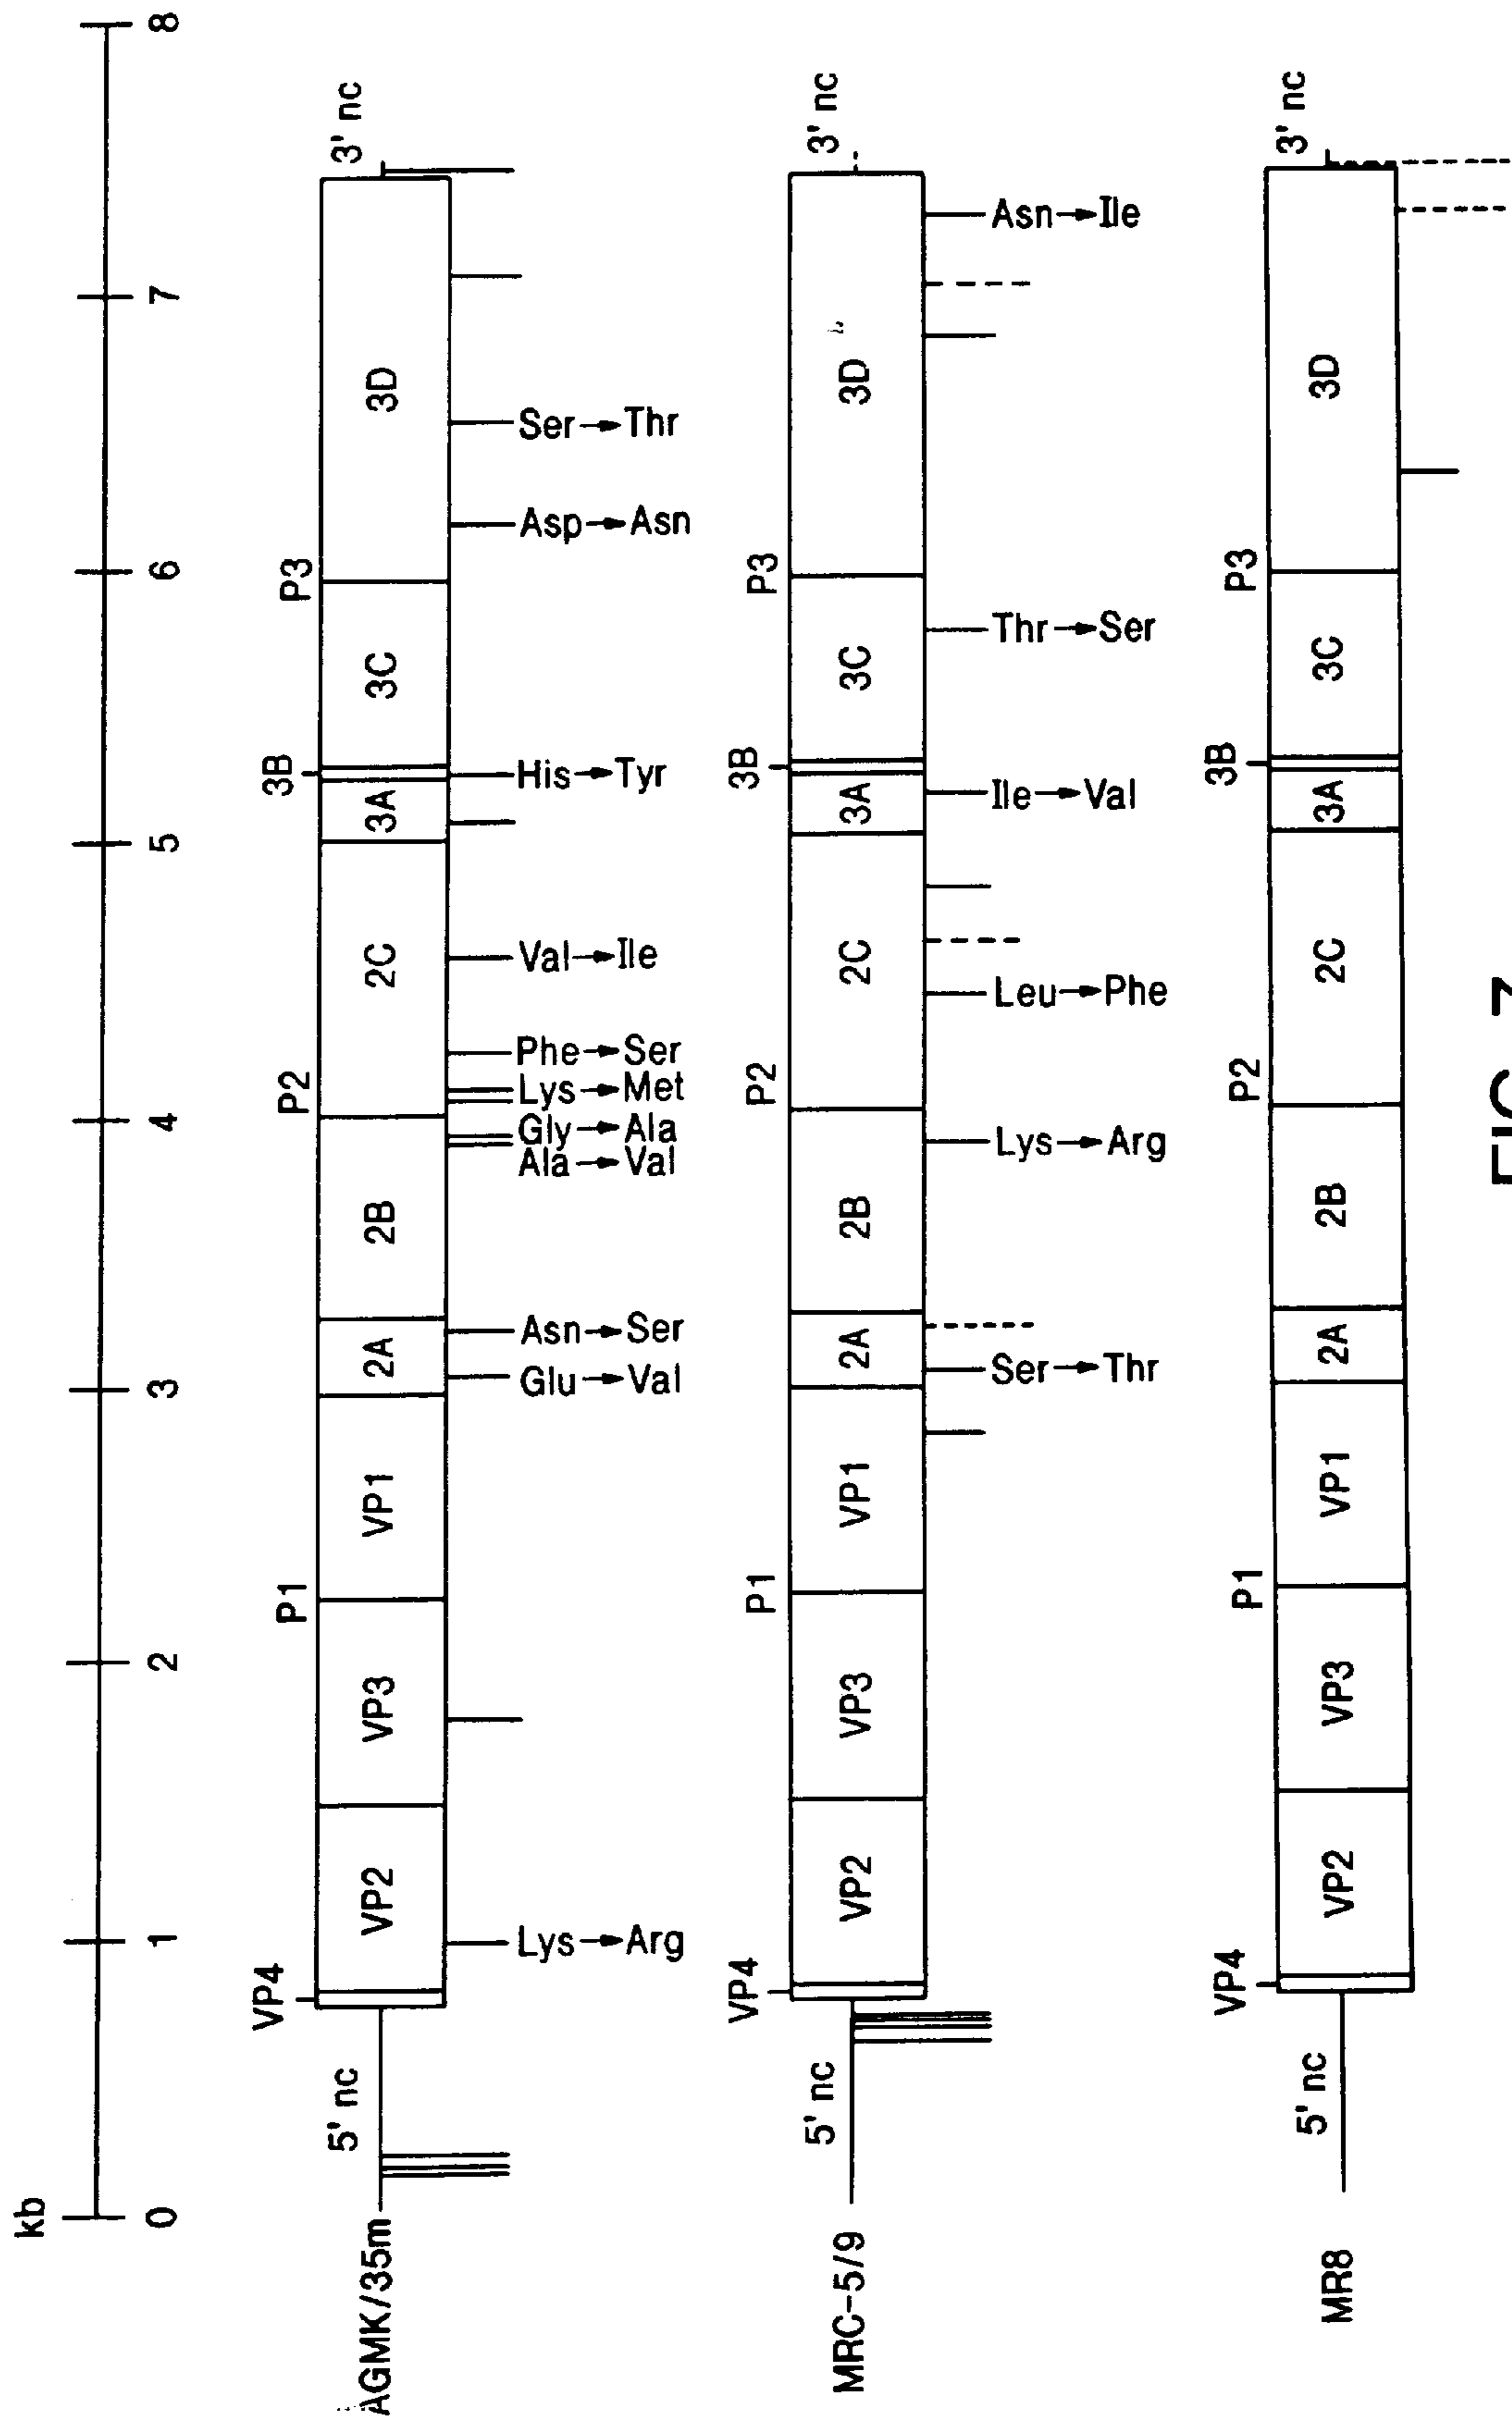 kb
0 1 2 3 4 5 6 7 8
VP4 P1 P2 3B P3
AGMK/35m 5' nc VP2 VP3 VP1 2A 2B 2C 3A 3C 3D 3' nc
Lys→Arg
Glu→Val
Asn→Ser
Ala→Val
Gly→Ala
Lys→Met
Phe→Ser
Val→Ile
His→Tyr
Asp→Asn
Ser→Thr
VP4 P1 P2 3B P3
MRC-5/9 5' nc VP2 VP3 VP1 2A 2B 2C 3A 3C 3D 3' nc
Ser→Thr
Lys→Arg
Leu→Phe
Ile→Val
Thr→Ser
Asn→Ile
VP4 P1 P2 3B P3
MR8 5' nc VP2 VP3 VP1 2A 2B 2C 3A 3C 3D 3' nc